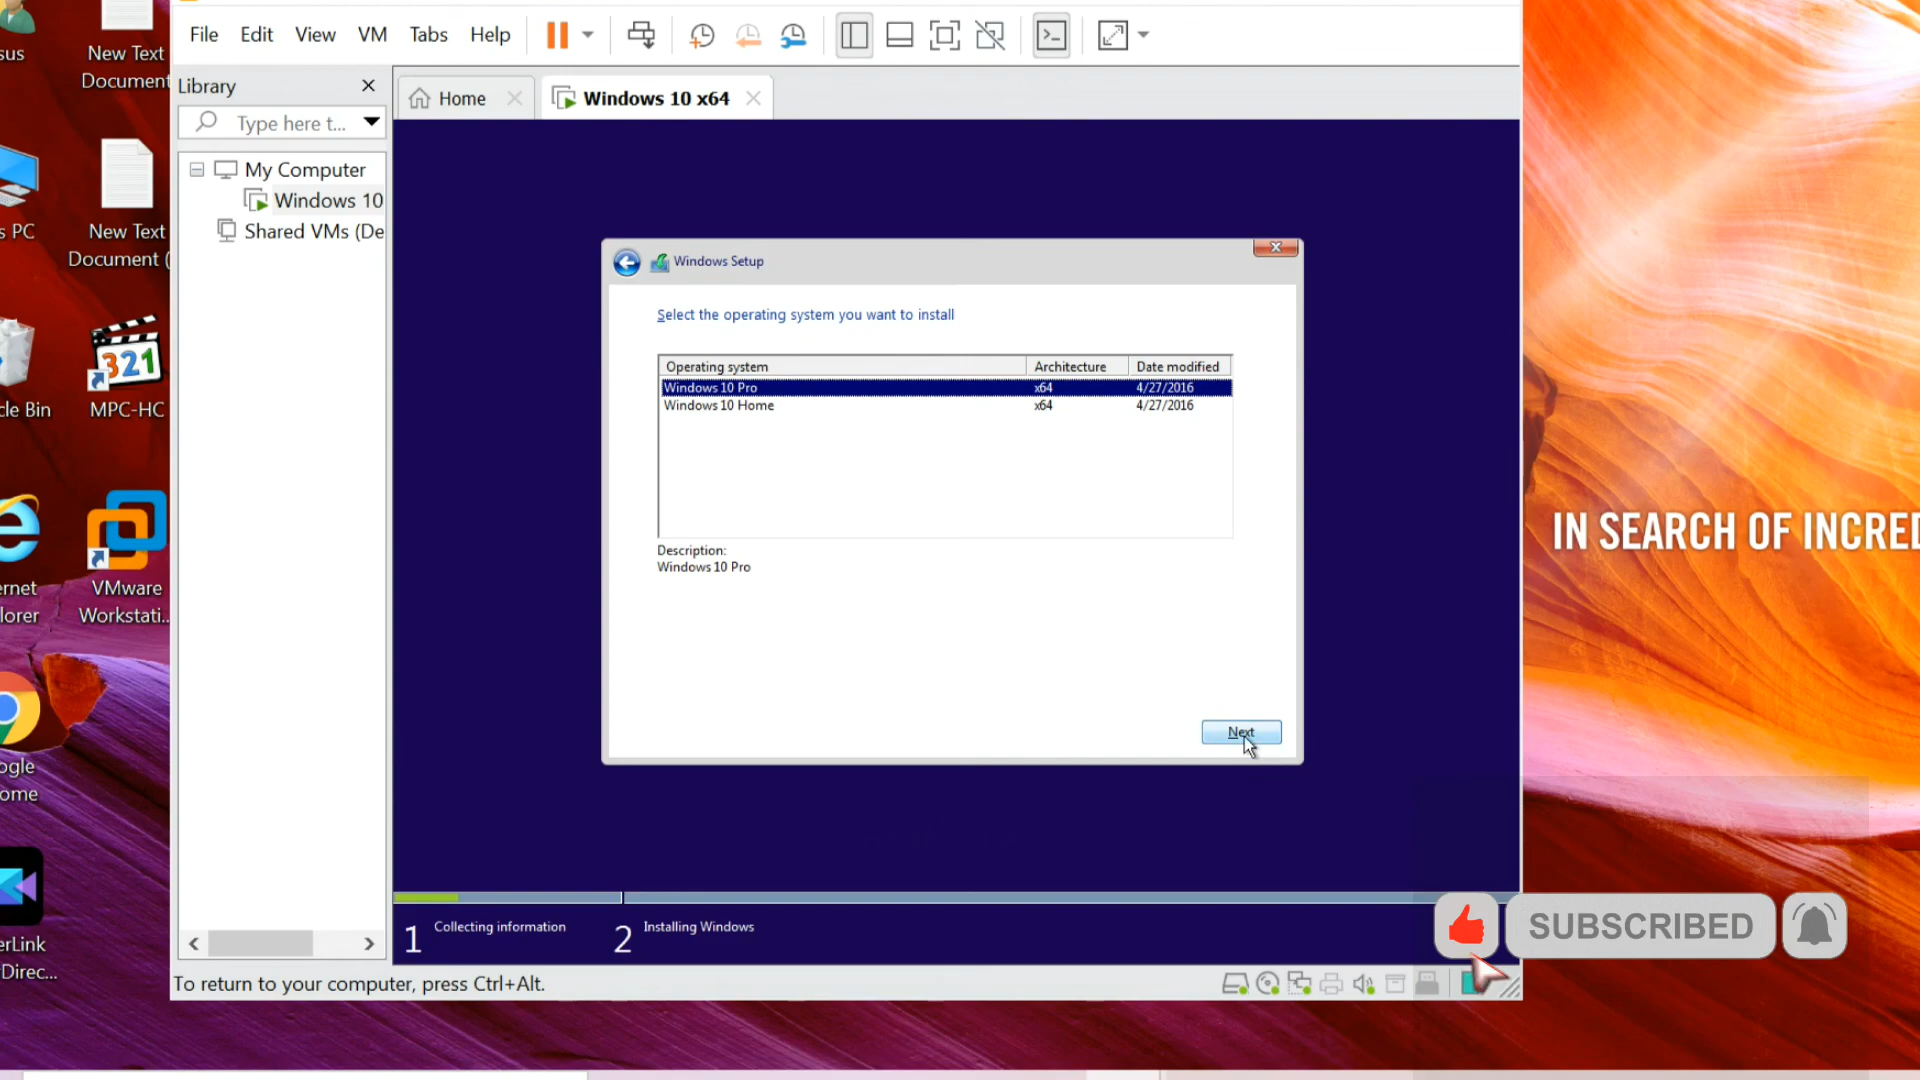 File Edit View VM Tabs Help
Library
Type here t...
My Computer
Windows 10
Shared VMs (De
Home
Windows 10 x64
Windows Setup
Select the operating system you want to install
Operating system Architecture Date modified
Windows 10 Pro x64 4/27/2016
Windows 10 Home x64 4/27/2016
Description:
Windows 10 Pro
Next
1 Collecting information
2 Installing Windows
To return to your computer, press Ctrl+Alt.
sus
New Text
Document
s PC
New Text
Document (
cle Bin
321
MPC-HC
ernet
lorer
VMware
Workstati...
ogle
ome
erLink
rDirec...
IN SEARCH OF INCRED
SUBSCRIBED